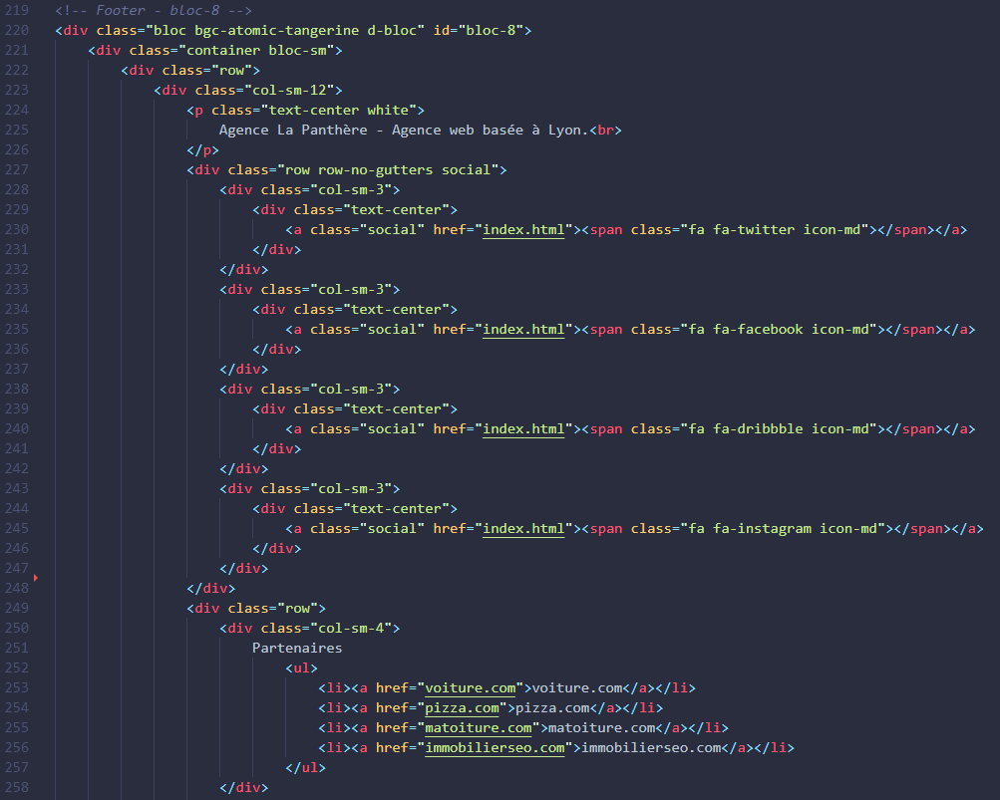 219 <!-- Footer - bloc-8 -->
220 <div class="bloc bgc-atomic-tangerine d-bloc" id="bloc-8">
221 <div class="container bloc-sm">
222 <div class="row">
223 <div class="col-sm-12">
224 <p class="text-center white">
225 Agence La Panthère - Agence web basée à Lyon.<br>
226 </p>
227 <div class="row row-no-gutters social">
228 <div class="col-sm-3">
229 <div class="text-center">
230 <a class="social" href="index.html"><span class="fa fa-twitter icon-md"></span></a>
231 </div>
232 </div>
233 <div class="col-sm-3">
234 <div class="text-center">
235 <a class="social" href="index.html"><span class="fa fa-facebook icon-md"></span></a>
236 </div>
237 </div>
238 <div class="col-sm-3">
239 <div class="text-center">
240 <a class="social" href="index.html"><span class="fa fa-dribbble icon-md"></span></a>
241 </div>
242 </div>
243 <div class="col-sm-3">
244 <div class="text-center">
245 <a class="social" href="index.html"><span class="fa fa-instagram icon-md"></span></a>
246 </div>
247 </div>
248 </div>
249 <div class="row">
250 <div class="col-sm-4">
251 Partenaires
252 <ul>
253 <li><a href="voiture.com">voiture.com</a></li>
254 <li><a href="pizza.com">pizza.com</a></li>
255 <li><a href="matoiture.com">matoiture.com</a></li>
256 <li><a href="immobilierseo.com">immobilierseo.com</a></li>
257 </ul>
258 </div>